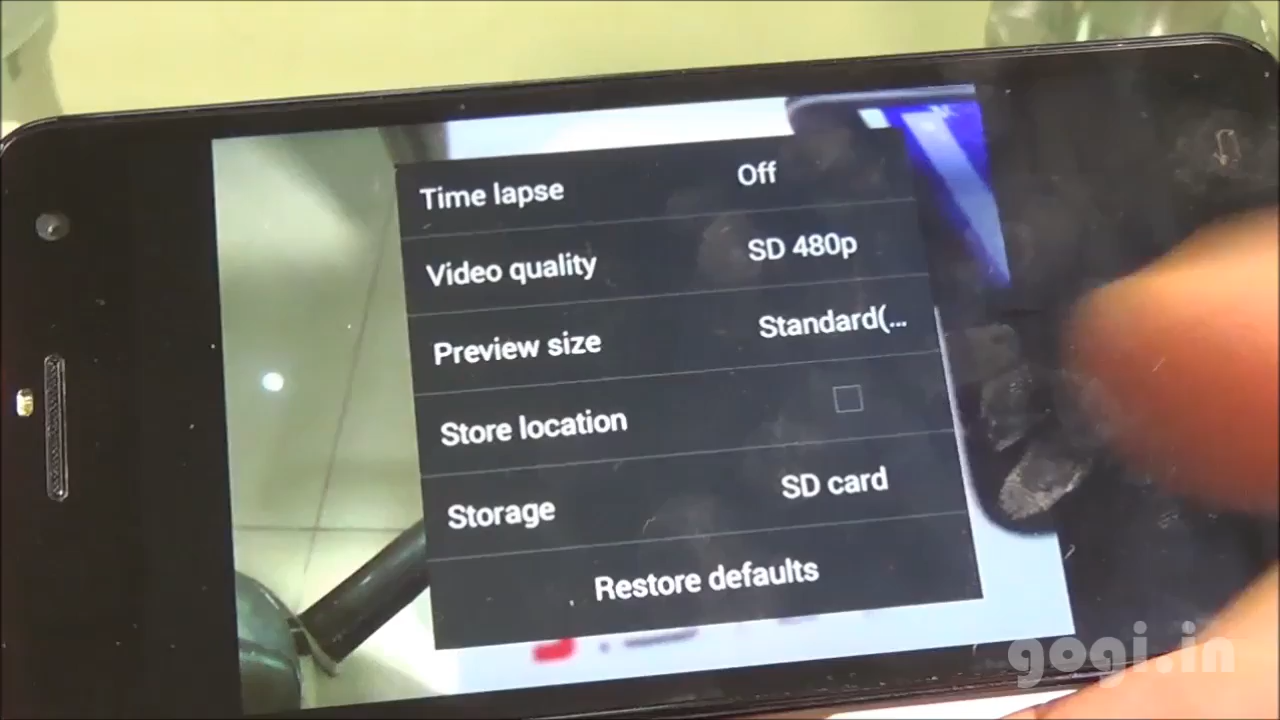 Time lapse Off
Video quality SD 480p
Preview size Standard(...
Store location
Storage SD card
Restore defaults
gogi.in